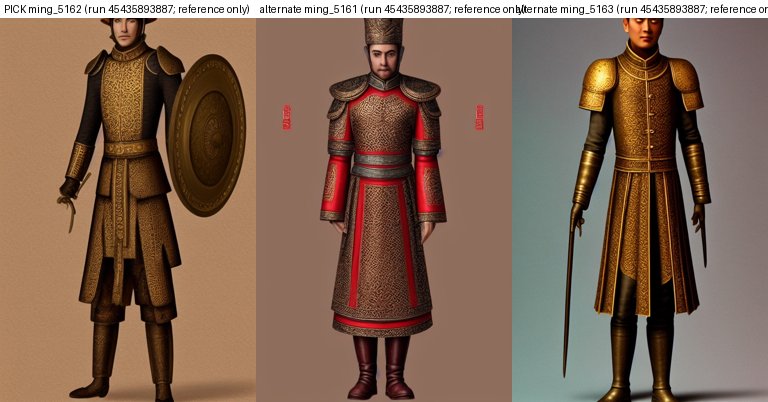 PICK ming_5162 (run 45435893887; reference only)
alternate ming_5161 (run 45435893887; reference only)
alternate ming_5163 (run 45435893887; reference or